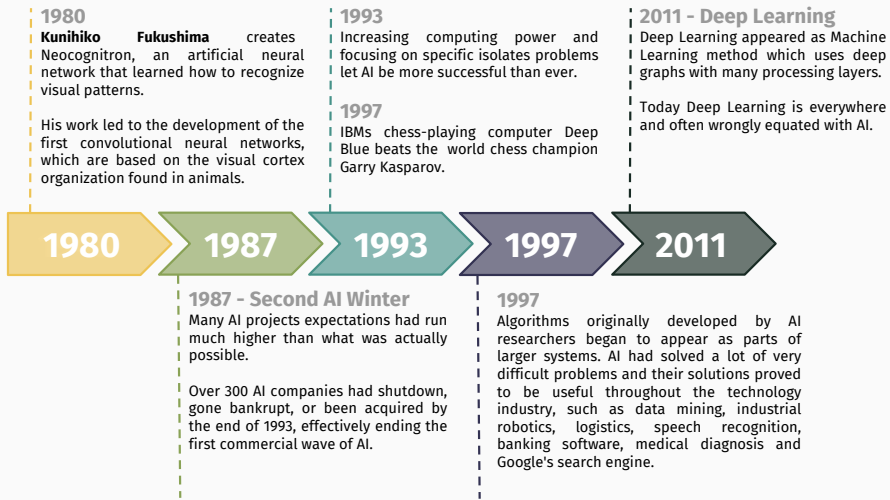 1980
Kunihiko Fukushima creates
Neocognitron, an artificial neural
network that learned how to recognize
visual patterns.
His work led to the development of the
first convolutional neural networks,
which are based on the visual cortex
organization found in animals.
1993
Increasing computing power and
focusing on specific isolates problems
let AI be more successful than ever.
1997
IBMs chess-playing computer Deep
Blue beats the world chess champion
Garry Kasparov.
2011 - Deep Learning
Deep Learning appeared as Machine
Learning method which uses deep
graphs with many processing layers.
Today Deep Learning is everywhere
and often wrongly equated with AI.
1980
1987
1993
1997
2011
1987 - Second AI Winter
Many AI projects expectations had run
much higher than what was actually
possible.
Over 300 AI companies had shutdown,
gone bankrupt, or been acquired by
the end of 1993, effectively ending the
first commercial wave of AI.
1997
Algorithms originally developed by AI
researchers began to appear as parts of
larger systems. AI had solved a lot of very
difficult problems and their solutions proved
to be useful throughout the technology
industry, such as data mining, industrial
robotics, logistics, speech recognition,
banking software, medical diagnosis and
Google's search engine.